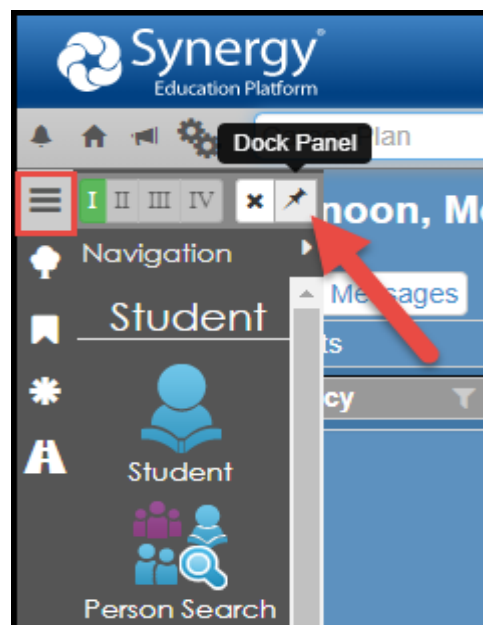 Synergy
Education Platform
Dock Panel
lan
I II III IV
noon, M
Navigation
Messages
Student
ts
cy
Student
Person Search